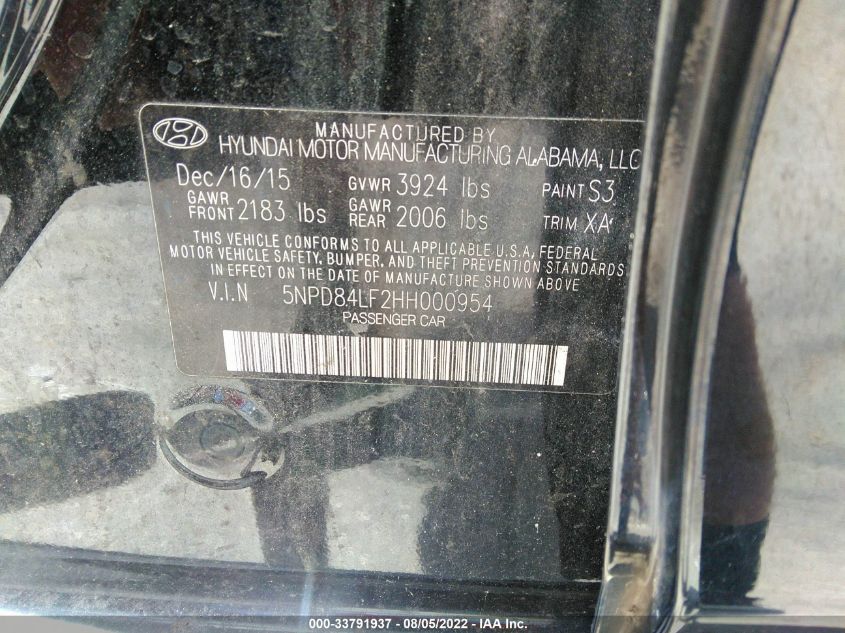 MANUFACTURED BY
HYUNDAI MOTOR MANUFACTURING ALABAMA, LLC
Dec/16/15 GVWR 3924 lbs PAINT S3
GAWR FRONT 2183 lbs GAWR REAR 2006 lbs TRIM XA
THIS VEHICLE CONFORMS TO ALL APPLICABLE U.S.A. FEDERAL
MOTOR VEHICLE SAFETY, BUMPER, AND THEFT PREVENTION STANDARDS
IN EFFECT ON THE DATE OF MANUFACTURE SHOWN ABOVE
V.I.N 5NPD84LF2HH000954
PASSENGER CAR
000-33791937 - 08/05/2022 - IAA Inc.